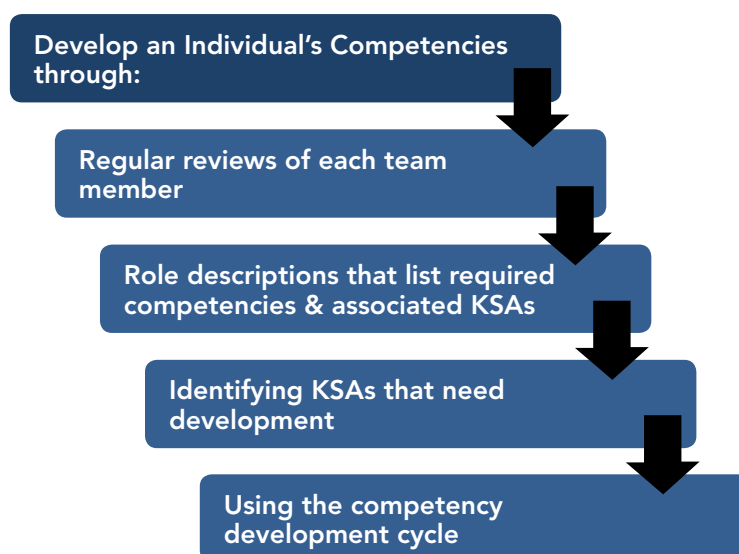 Develop an Individual’s Competencies
through:
Regular reviews of each team
member
Role descriptions that list required
competencies & associated KSAs
Identifying KSAs that need
development
Using the competency
development cycle